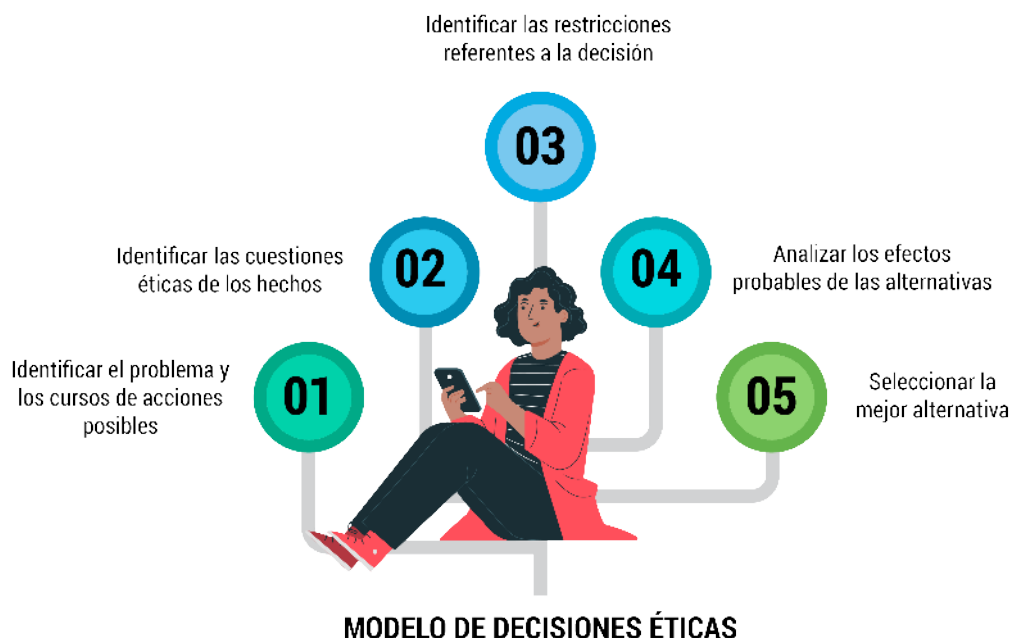 Identificar las restricciones
referentes a la decisión
03
Identificar las cuestiones
éticas de los hechos
02
04
Analizar los efectos
probables de las alternativas
Identificar el problema y
los cursos de acciones
posibles
01
05
Seleccionar la
mejor alternativa
MODELO DE DECISIONES ÉTICAS